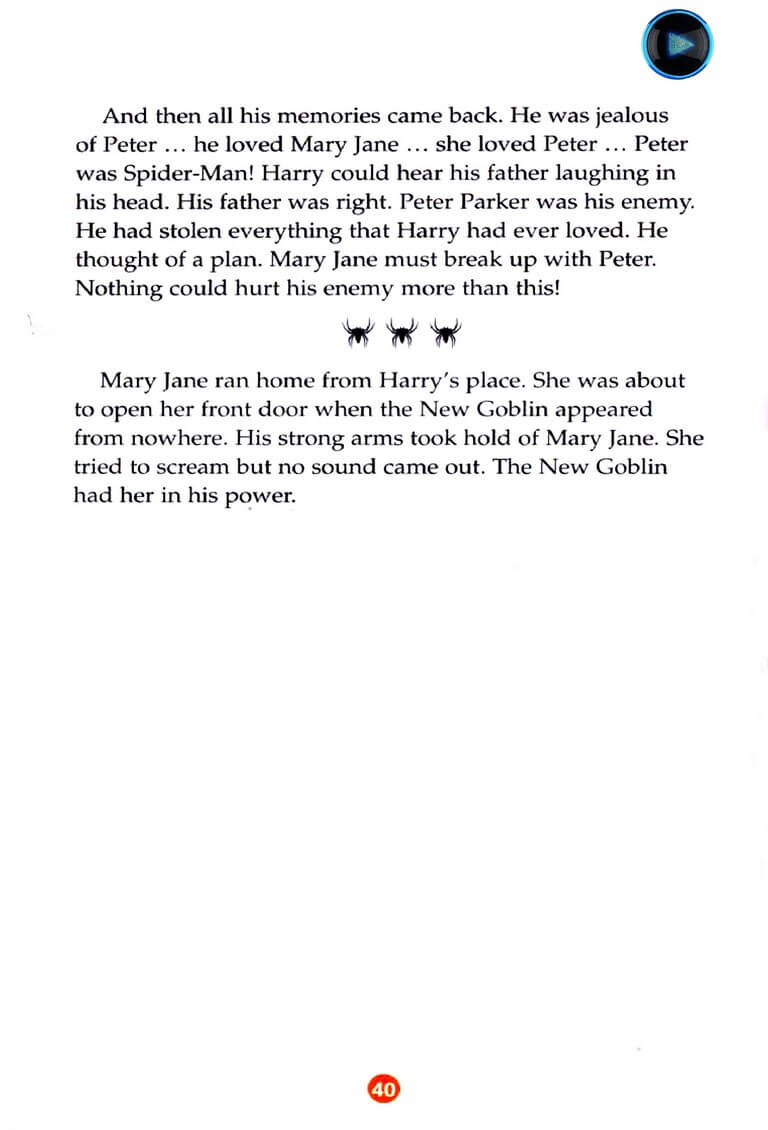 And then all his memories came back. He was jealous
of Peter ... he loved Mary Jane ... she loved Peter ... Peter
was Spider-Man! Harry could hear his father laughing in
his head. His father was right. Peter Parker was his enemy.
He had stolen everything that Harry had ever loved. He
thought of a plan. Mary Jane must break up with Peter.
Nothing could hurt his enemy more than this!
Mary Jane ran home from Harry's place. She was about
to open her front door when the New Goblin appeared
from nowhere. His strong arms took hold of Mary Jane. She
tried to scream but no sound came out. The New Goblin
had her in his power.
40